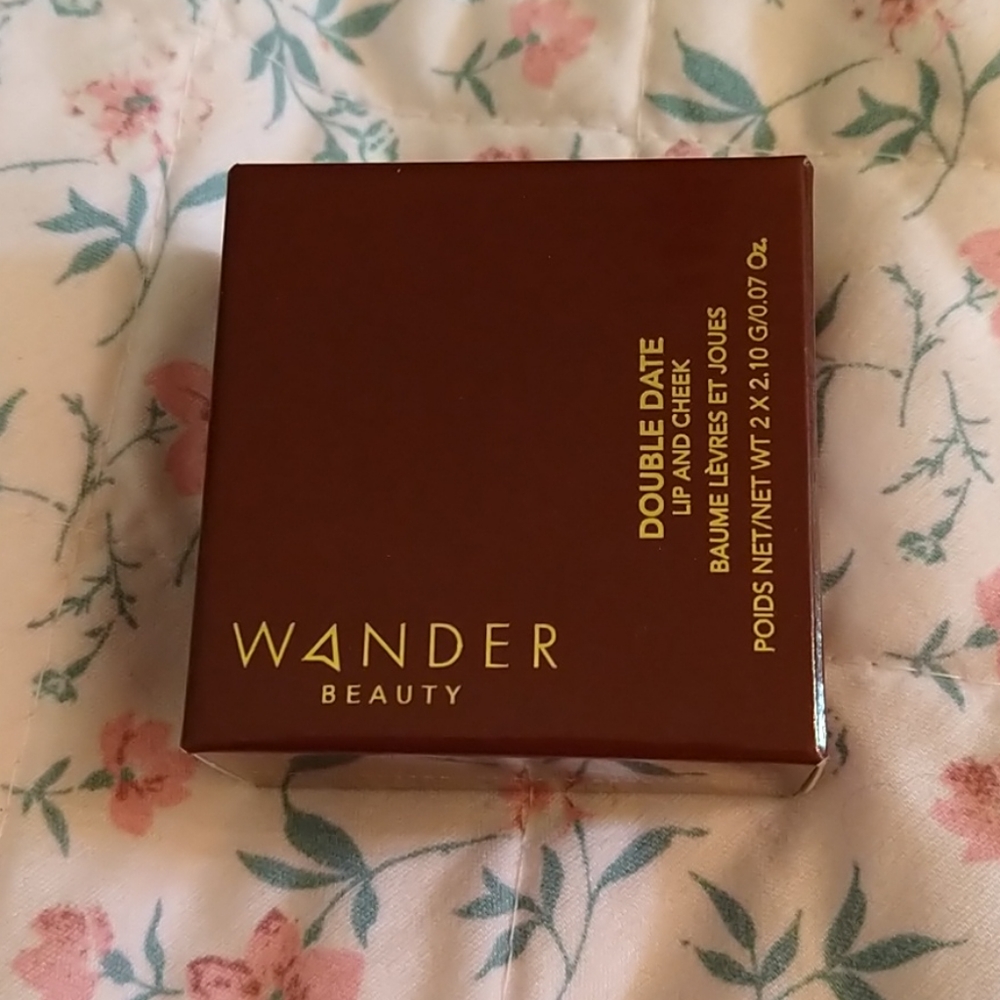 WANDER
BEAUTY
DOUBLE DATE
LIP AND CHEEK
BAUME LÈVRES ET JOUES
POIDS NET/NET WT 2 X 2.10 G/0.07 Oz.